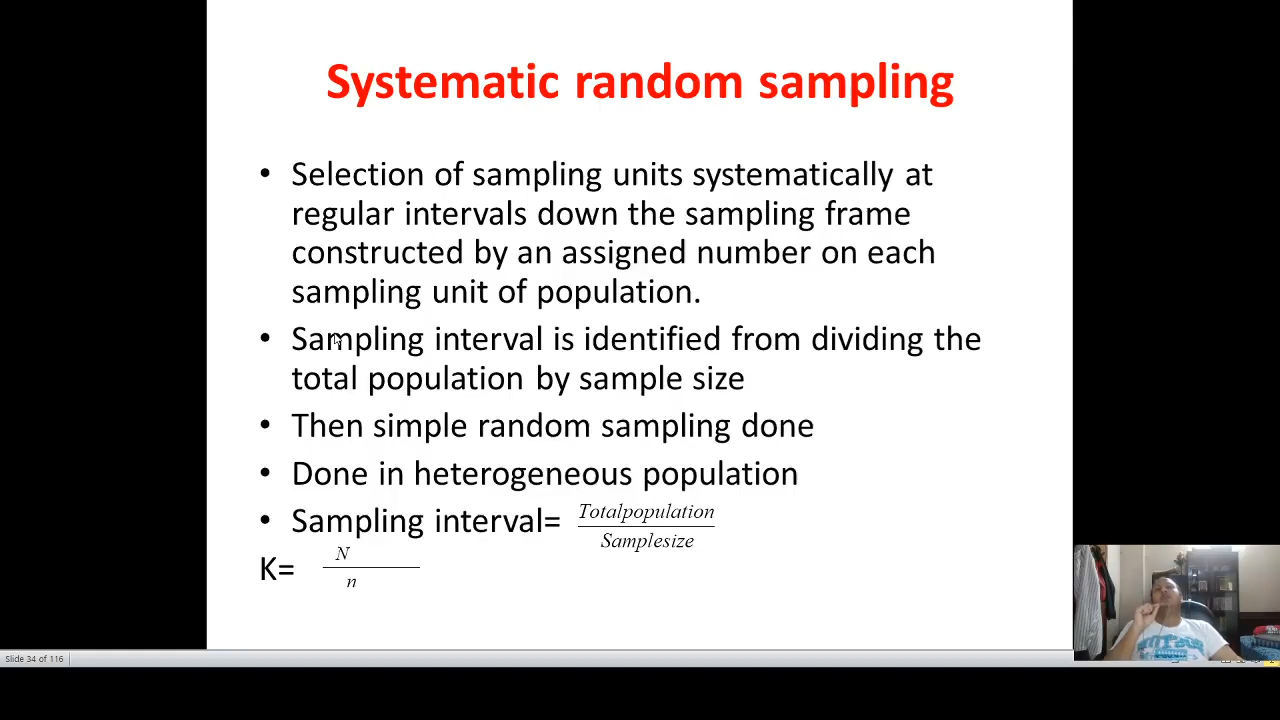 Systematic random sampling
• Selection of sampling units systematically at
regular intervals down the sampling frame
constructed by an assigned number on each
sampling unit of population.
• Sampling interval is identified from dividing the
total population by sample size
• Then simple random sampling done
• Done in heterogeneous population
• Sampling interval= Totalpopulation
Samplesize
K= N
n
Slide 34 of 116